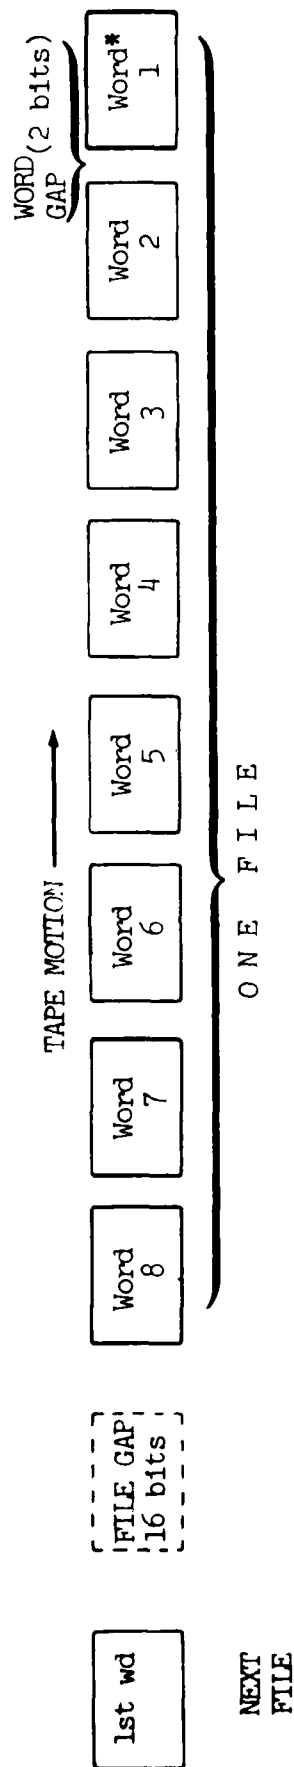 WORD (2 bits)
GAP
TAPE MOTION
1st wd
FILE GAP
16 bits
Word
8
Word
7
Word
6
Word
5
Word
4
Word
3
Word
2
Word*
1
NEXT
FILE
ONE FILE